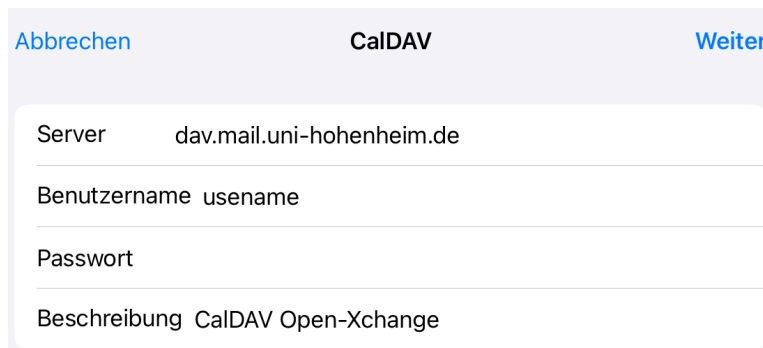 Abbrechen CalDAV Weiter
Server dav.mail.uni-hohenheim.de
Benutzername usename
Passwort
Beschreibung CalDAV Open-Xchange